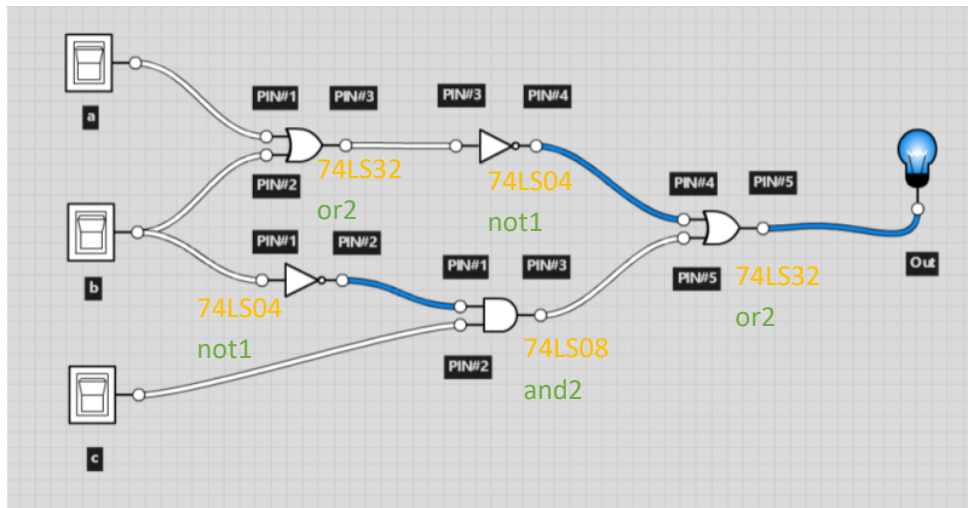 a
PIN#1
PIN#3
PIN#3
PIN#4
PIN#2
74LS32
or2
74LS04
not1
PIN#4
PIN#5
b
PIN#1
PIN#2
74LS04
not1
PIN#1
PIN#3
PIN#2
74LS08
and2
PIN#5
74LS32
or2
Out
c